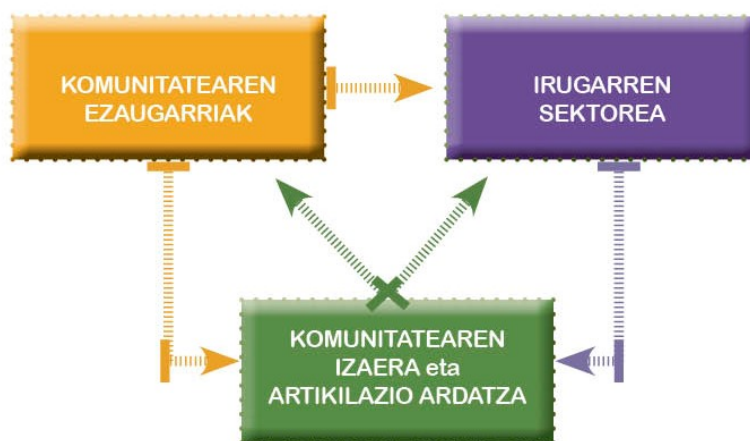 KOMUNITATEAREN
EZAUGARRIAK
IRUGARREN
SEKTOREA
KOMUNITATEAREN
IZAERA eta
ARTIKILAZIO ARDATZA